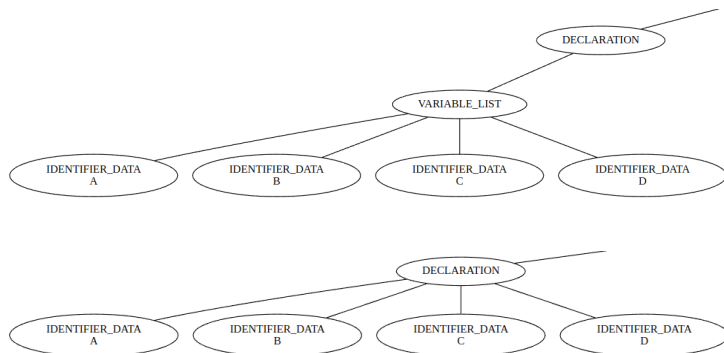 DECLARATION
VARIABLE_LIST
IDENTIFIER_DATA
A
IDENTIFIER_DATA
B
IDENTIFIER_DATA
C
IDENTIFIER_DATA
D
DECLARATION
IDENTIFIER_DATA
A
IDENTIFIER_DATA
B
IDENTIFIER_DATA
C
IDENTIFIER_DATA
D